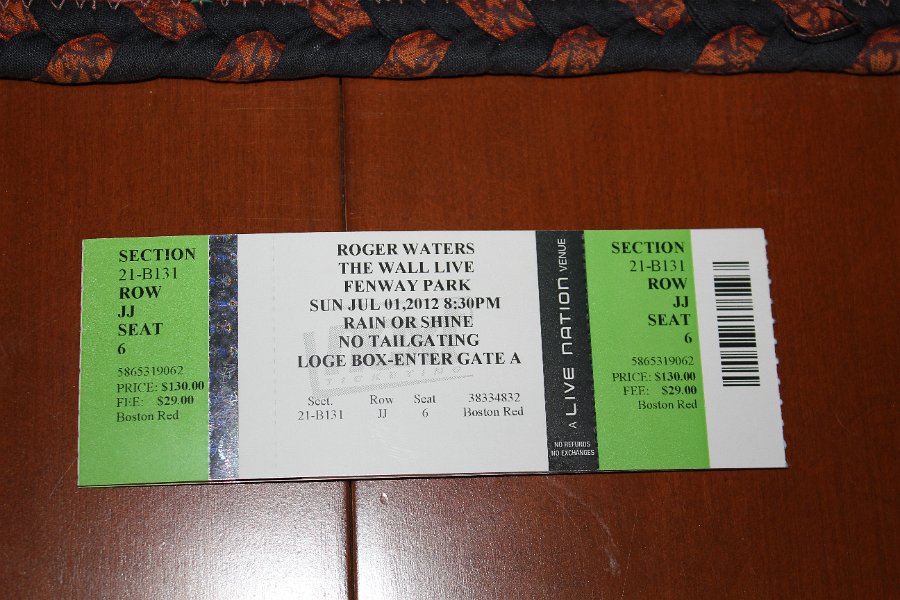 SECTION
21-B131
ROW
JJ
SEAT
6
5865319062
PRICE: $130.00
FEE: $29.00
Boston Red
ROGER WATERS
THE WALL LIVE
FENWAY PARK
SUN JUL 01,2012 8:30PM
RAIN OR SHINE
NO TAILGATING
LOGE BOX-ENTER GATE A
TICKETING
Sect. Row Seat 38334832
21-B131 JJ 6 Boston Red
A LIVE NATION VENUE
NO REFUNDS
NO EXCHANGES
SECTION
21-B131
ROW
JJ
SEAT
6
5865319062
PRICE: $130.00
FEE: $29.00
Boston Red